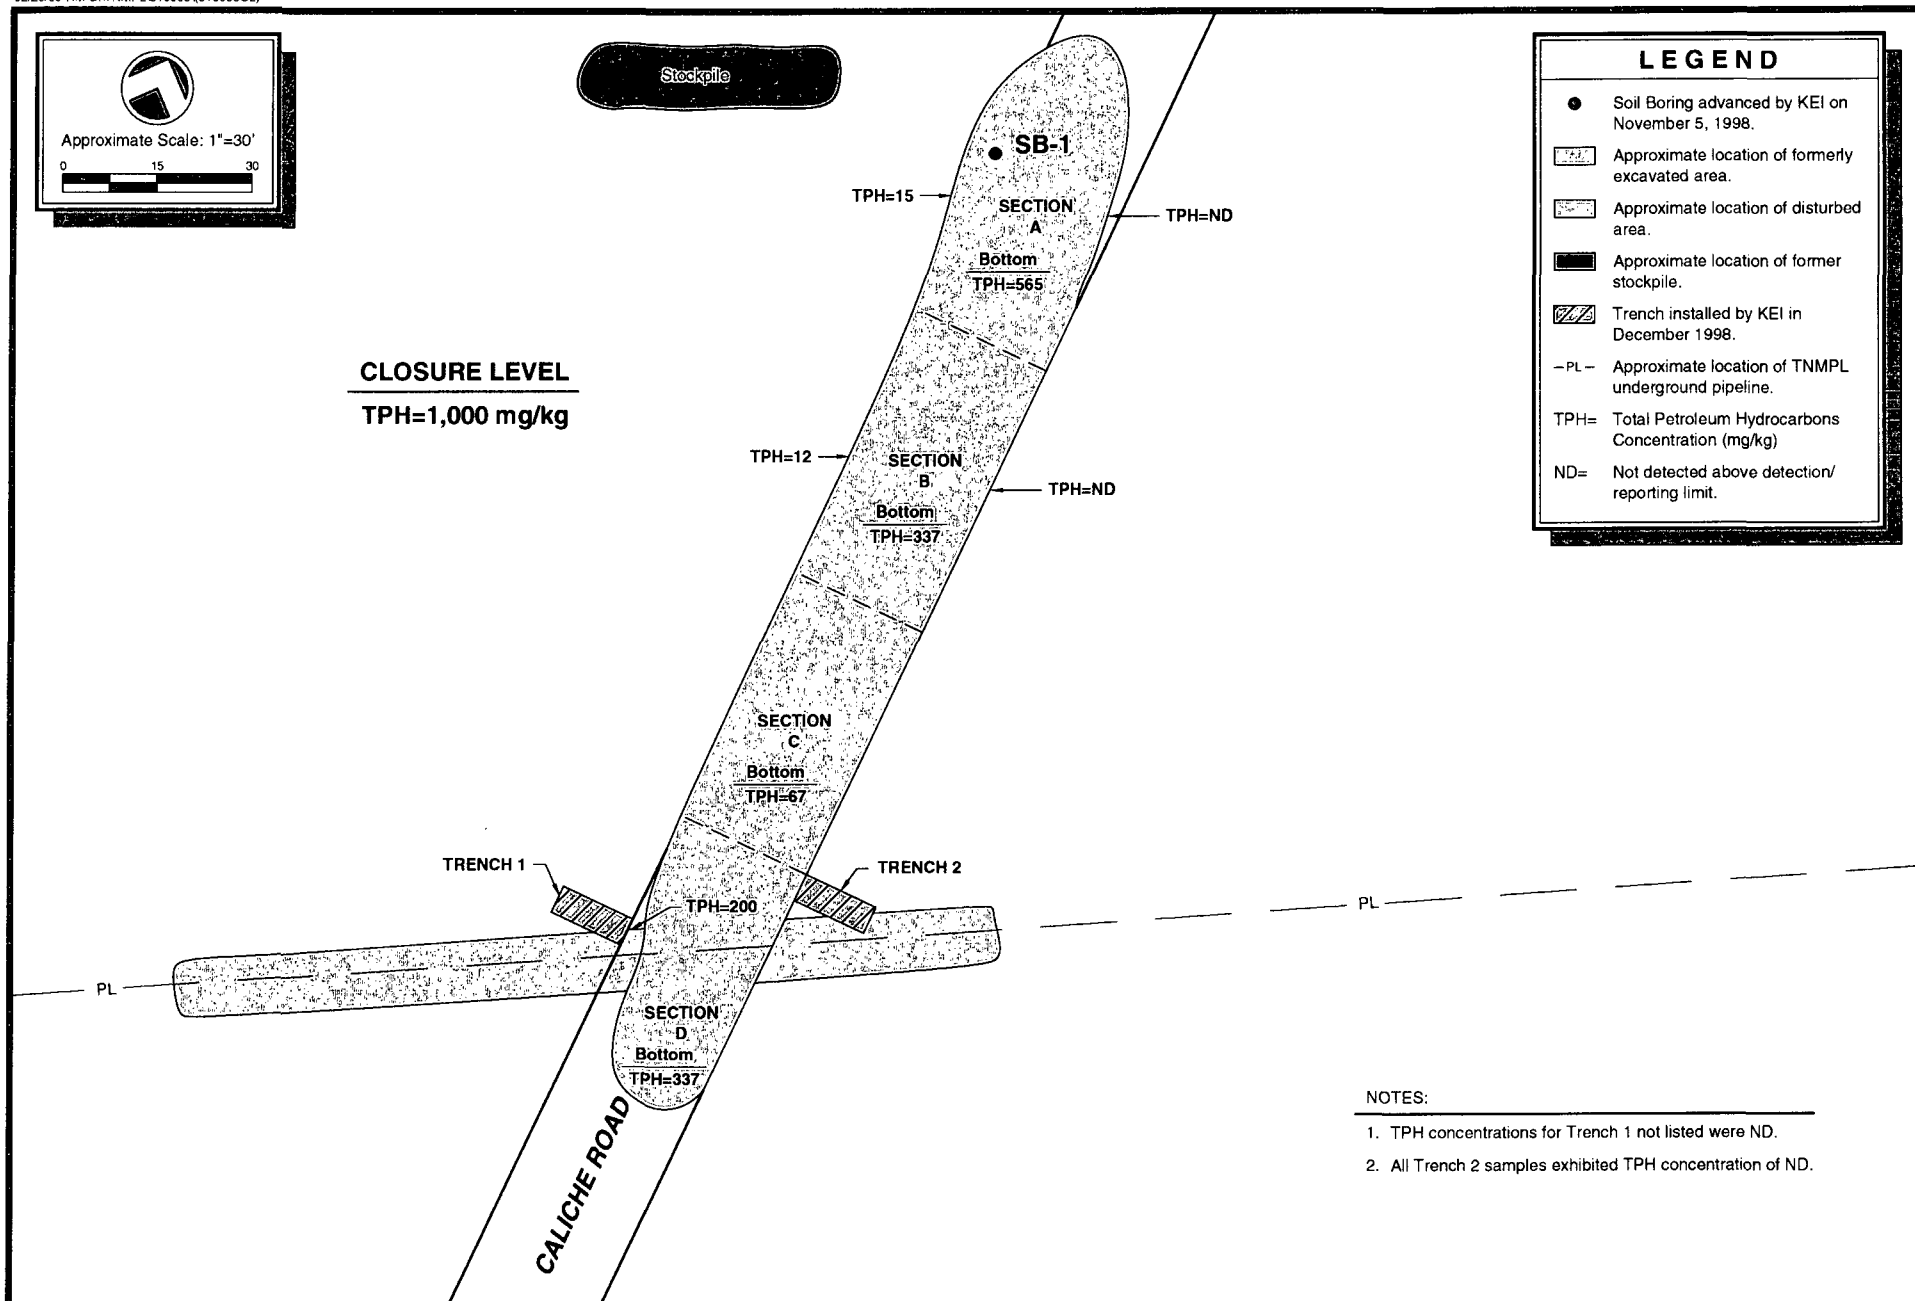 Approximate Scale: 1"=30'
0 15 30
Stockpile
LEGEND
Soil Boring advanced by KEI on
November 5, 1998.
Approximate location of formerly
excavated area.
Approximate location of disturbed
area.
Approximate location of former
stockpile.
Trench installed by KEI in
December 1998.
–PL– Approximate location of TNMPL
underground pipeline.
TPH= Total Petroleum Hydrocarbons
Concentration (mg/kg)
ND= Not detected above detection/
reporting limit.
SB-1
TPH=15
SECTION
A
TPH=ND
Bottom
TPH=565
CLOSURE LEVEL
TPH=1,000 mg/kg
TPH=12
SECTION
B
TPH=ND
Bottom
TPH=337
SECTION
C
Bottom
TPH=67
TRENCH 1
TRENCH 2
TPH=200
PL
PL
SECTION
D
Bottom
TPH=337
CALICHE ROAD
NOTES:
1. TPH concentrations for Trench 1 not listed were ND.
2. All Trench 2 samples exhibited TPH concentration of ND.